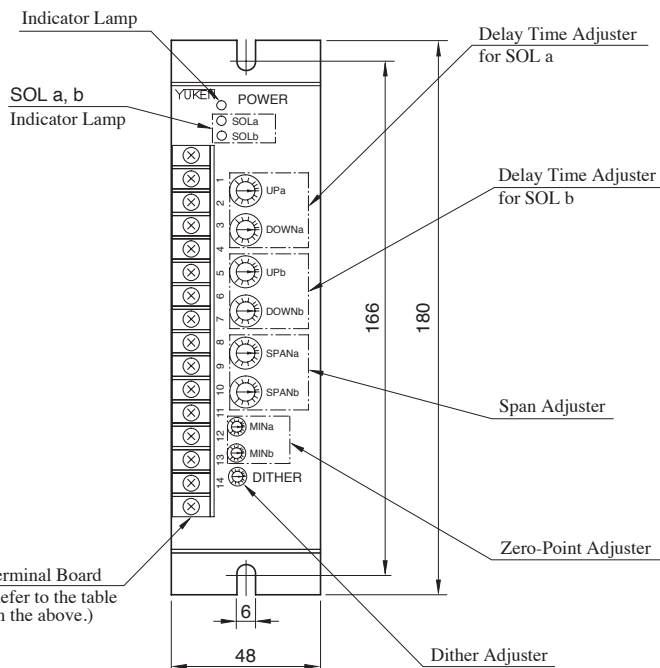 Indicator Lamp
Delay Time Adjuster
for SOL a
SOL a, b
Indicator Lamp
YUKEN
POWER
SOLa
SOLb
1
UPa
2
Delay Time Adjuster
for SOL b
3
DOWNa
4
5
UPb
6
7
DOWNb
166
180
8
SPANa
9
10
SPANb
11
Span Adjuster
12
MINa
13
MINb
14
DITHER
Zero-Point Adjuster
erminal Board
efer to the table
n the above.)
6
48
Dither Adjuster